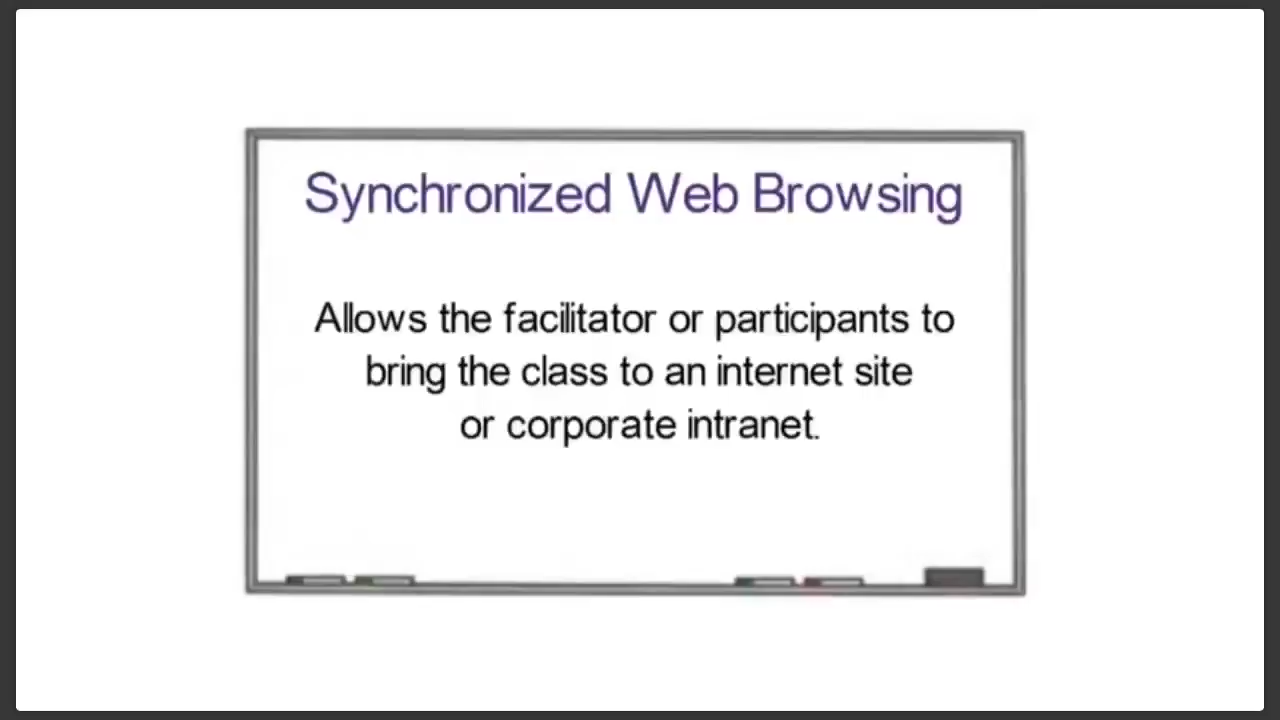 Synchronized Web Browsing
Allows the facilitator or participants to
bring the class to an internet site
or corporate intranet.